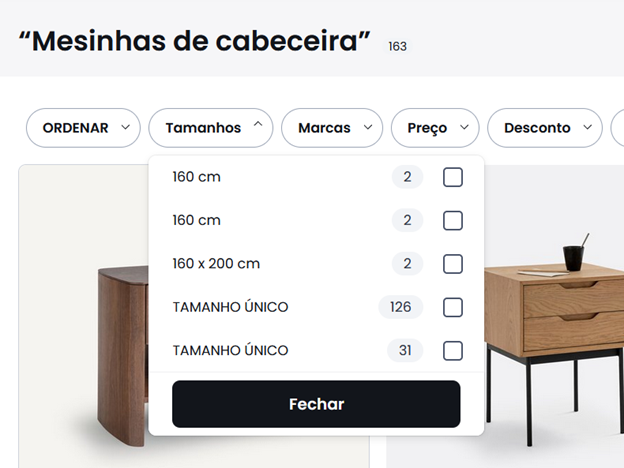 “Mesinhas de cabeceira” 163
ORDENAR Tamanhos Marcas Preço Desconto
160 cm 2
160 cm 2
160 x 200 cm 2
TAMANHO ÚNICO 126
TAMANHO ÚNICO 31
Fechar